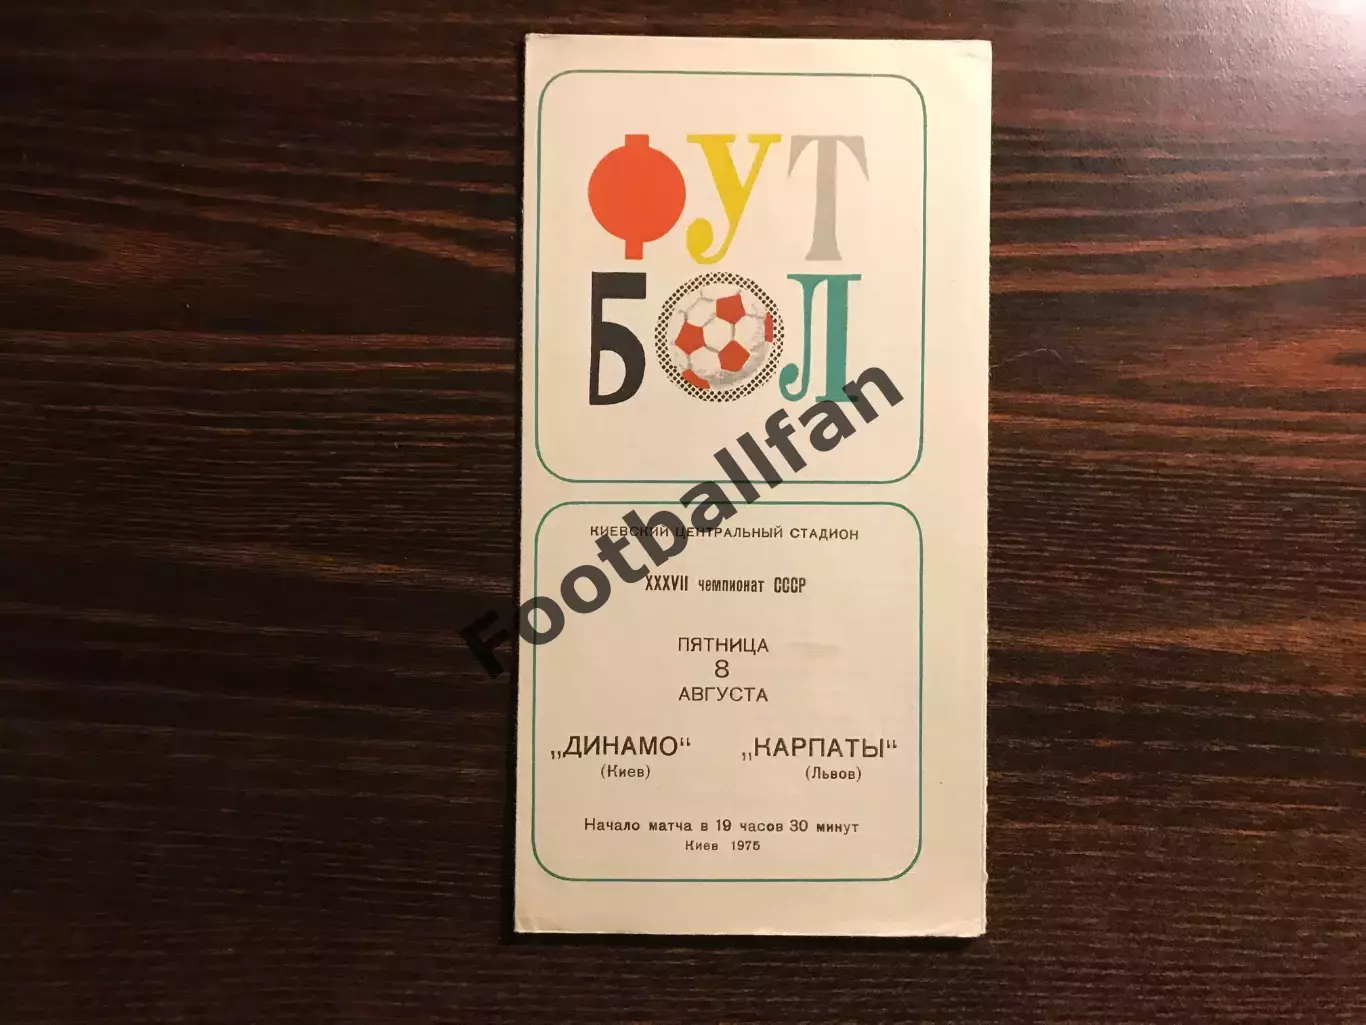 ФУТ
БОЛ
Footballfan
КИЕВСКИЙ ЦЕНТРАЛЬНЫЙ СТАДИОН
XXXVII чемпионат СССР
ПЯТНИЦА
8
АВГУСТА
„ДИНАМО“ „КАРПАТЫ“
(Киев) (Львов)
Начало матча в 19 часов 30 минут
Киев 1975